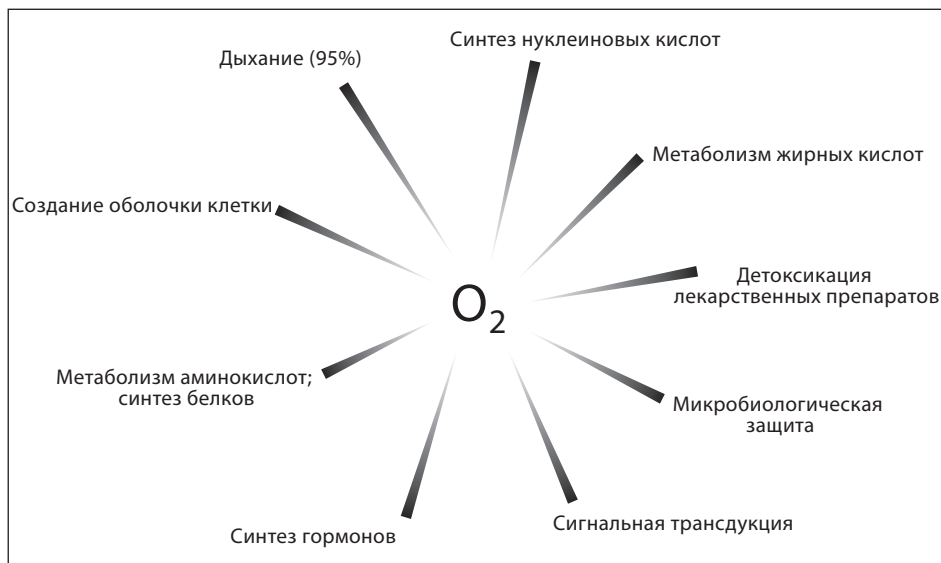 Синтез нуклеиновых кислот
Дыхание (95%)
Метаболизм жирных кислот
Создание оболочки клетки
Детоксикация
лекарственных препаратов
O₂
Метаболизм аминокислот;
синтез белков
Микробиологическая
защита
Сигнальная трансдукция
Синтез гормонов